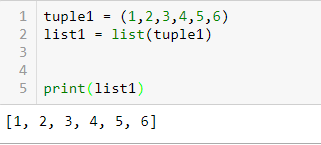 1 tuple1 = (1,2,3,4,5,6)
2 list1 = list(tuple1)
3
4
5 print(list1)
[1, 2, 3, 4, 5, 6]